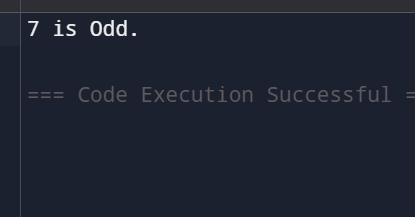 7 is Odd.
=== Code Execution Successful =